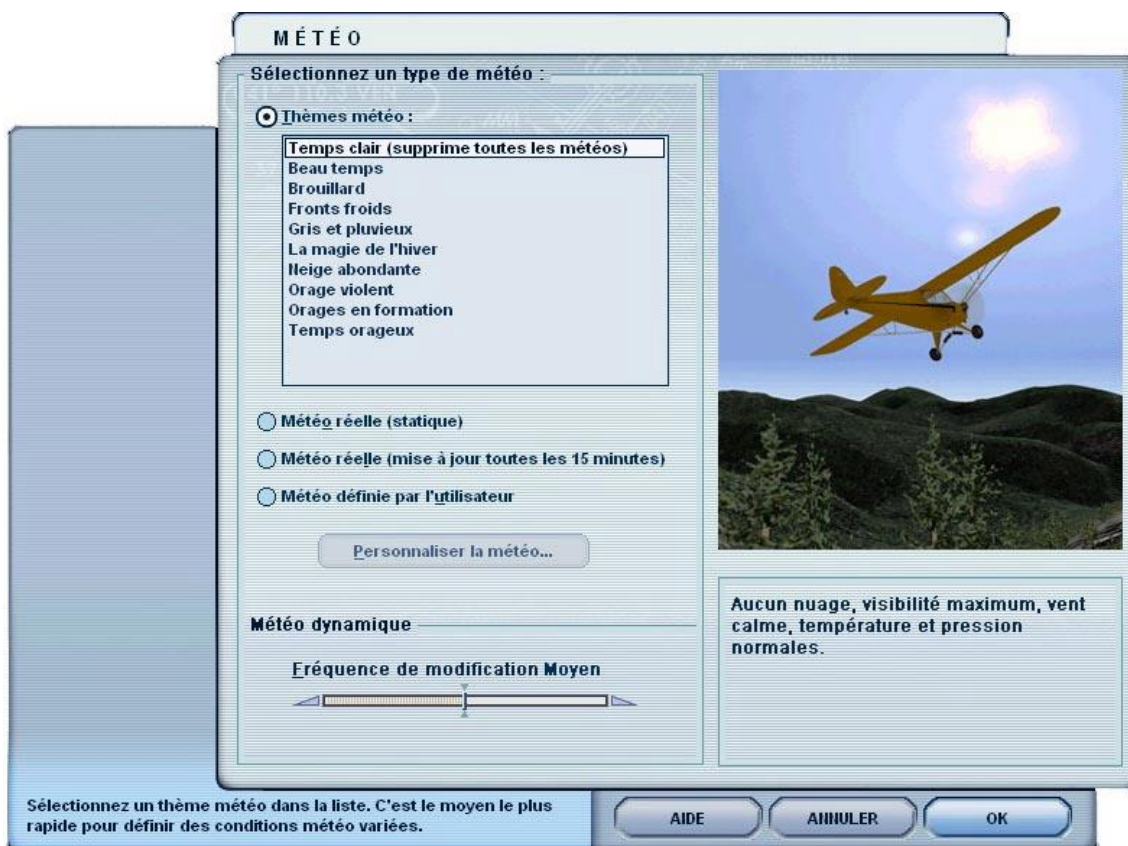 MÉTÉO
Sélectionnez un type de météo :
Thèmes météo :
Temps clair (supprime toutes les météos)
Beau temps
Brouillard
Fronts froids
Gris et pluvieux
La magie de l'hiver
Neige abondante
Orage violent
Orages en formation
Temps orageux
Météo réelle (statique)
Météo réelle (mise à jour toutes les 15 minutes)
Météo définie par l'utilisateur
Personnaliser la météo...
Météo dynamique
Fréquence de modification Moyen
Aucun nuage, visibilité maximum, vent
calme, température et pression
normales.
Sélectionnez un thème météo dans la liste. C'est le moyen le plus
rapide pour définir des conditions météo variées.
AIDE
ANNULER
OK